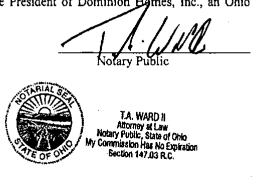 e President of Dominion Homes, Inc., an Ohio
T.A. Ward
Notary Public
NOTARIAL SEAL
STATE OF OHIO
T.A. WARD II
Attorney at Law
Notary Public, State of Ohio
My Commission Has No Expiration
Section 147.03 R.C.